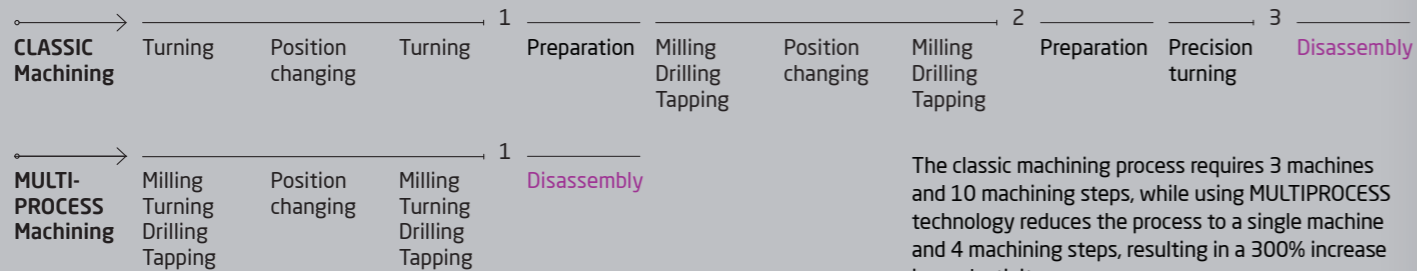 1 2 3
CLASSIC Turning Position Turning Preparation Milling Position Milling Preparation Precision Disassembly
Machining changing Drilling changing Drilling turning
Tapping Tapping
1
MULTI- Milling Position Milling Disassembly
PROCESS Turning changing Turning
Machining Drilling Drilling
Tapping Tapping
The classic machining process requires 3 machines
and 10 machining steps, while using MULTIPROCESS
technology reduces the process to a single machine
and 4 machining steps, resulting in a 300% increase